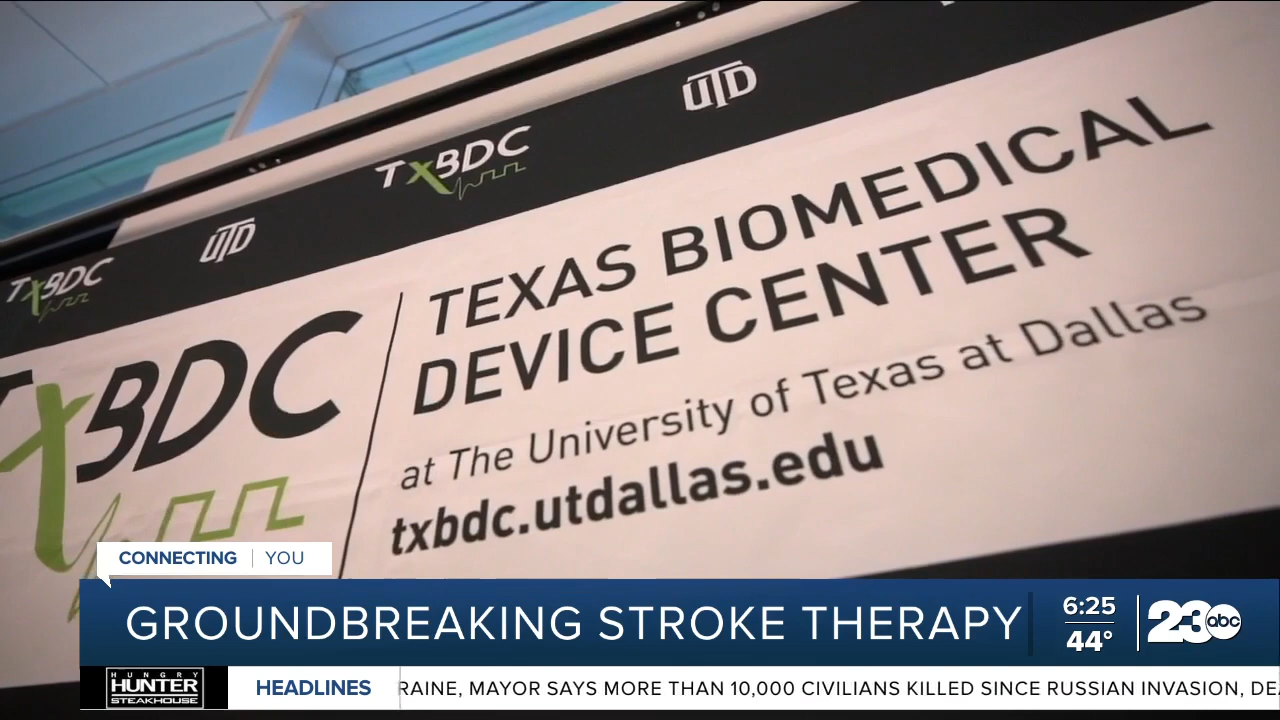 UTD
TXBDC
UTD
TXBDC
TXBDC
TEXAS BIOMEDICAL
DEVICE CENTER
at The University of Texas at Dallas
txbdc.utdallas.edu
CONNECTING | YOU
GROUNDBREAKING STROKE THERAPY
6:25
44°
23 abc
HUNGRY
HUNTER
STEAKHOUSE
HEADLINES
RAINE, MAYOR SAYS MORE THAN 10,000 CIVILIANS KILLED SINCE RUSSIAN INVASION, DE